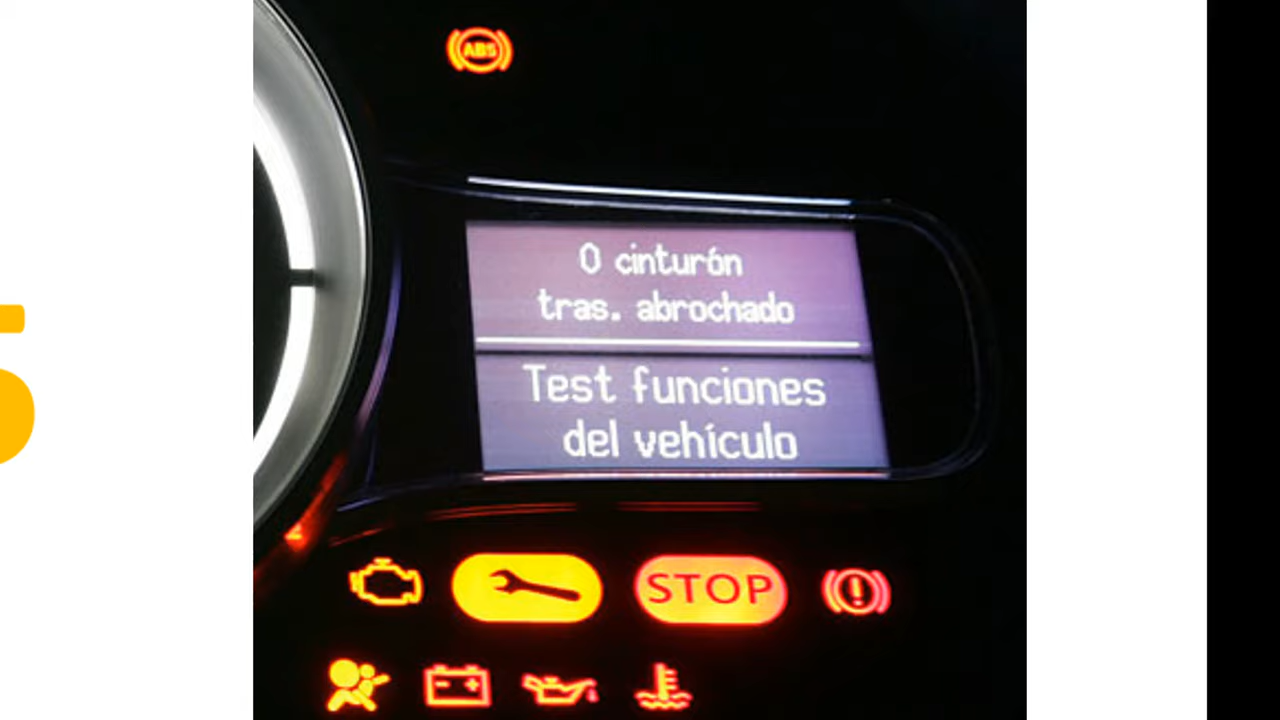 ABS
0 cinturón
tras. abrochado
Test funciones
del vehículo
STOP